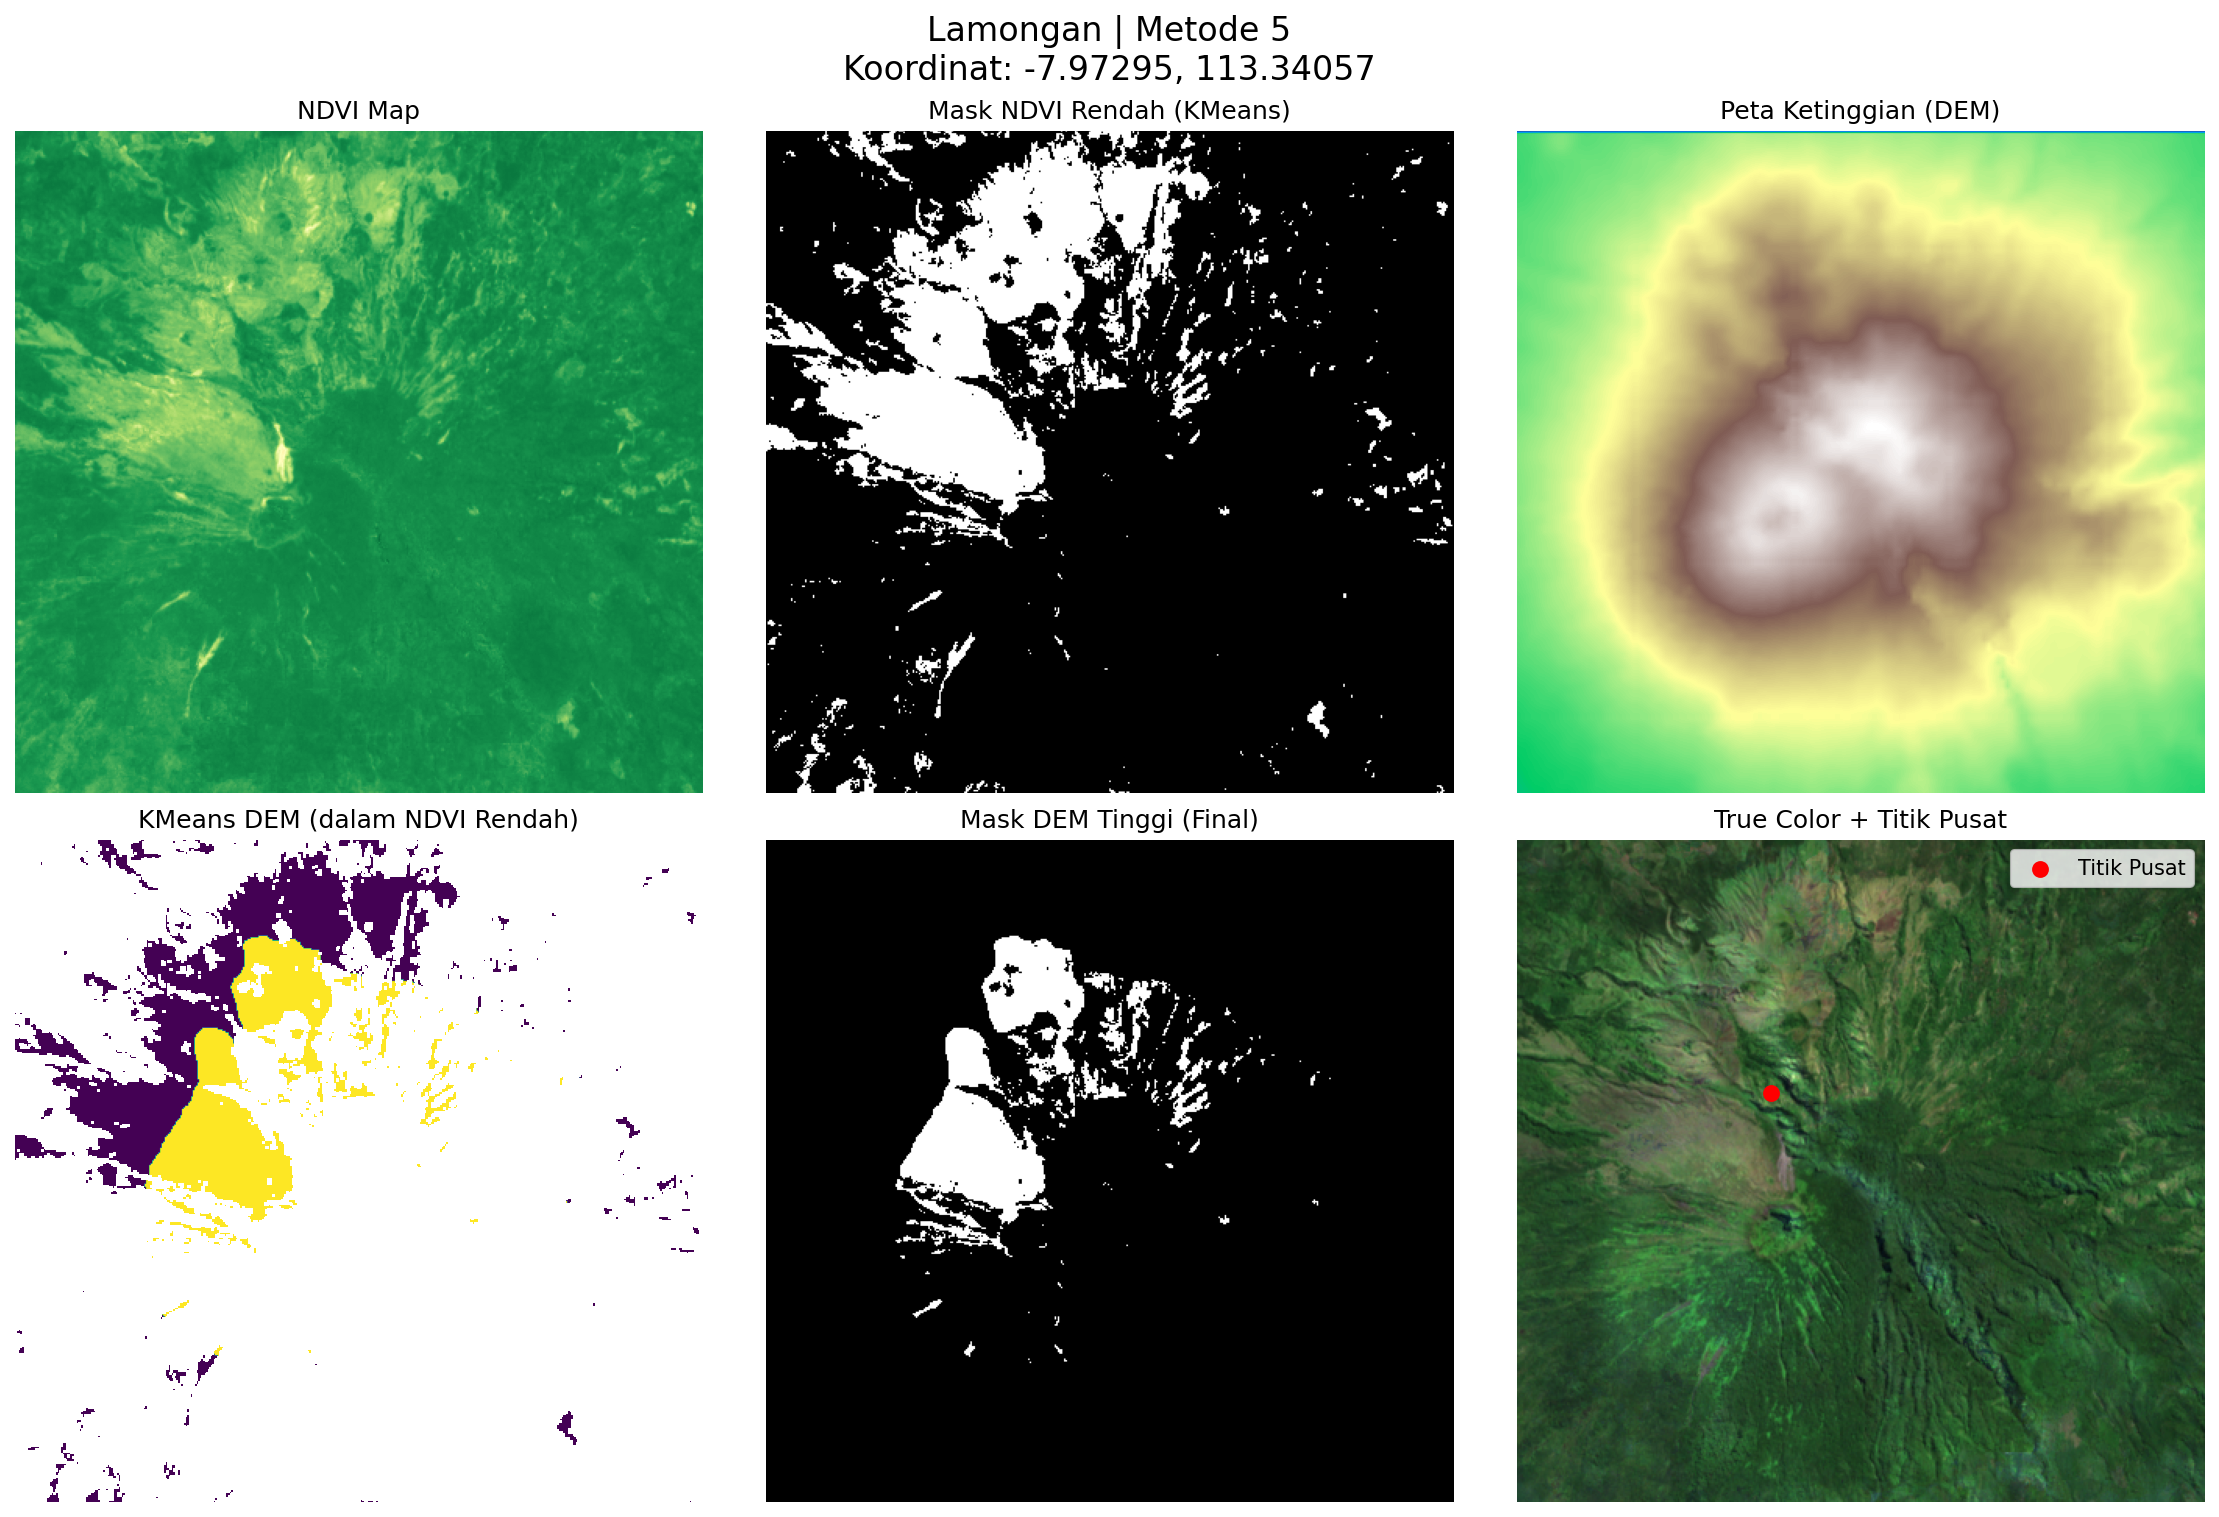 Lamongan | Metode 5
Koordinat: -7.97295, 113.34057
NDVI Map
Mask NDVI Rendah (KMeans)
Peta Ketinggian (DEM)
KMeans DEM (dalam NDVI Rendah)
Mask DEM Tinggi (Final)
True Color + Titik Pusat
Titik Pusat